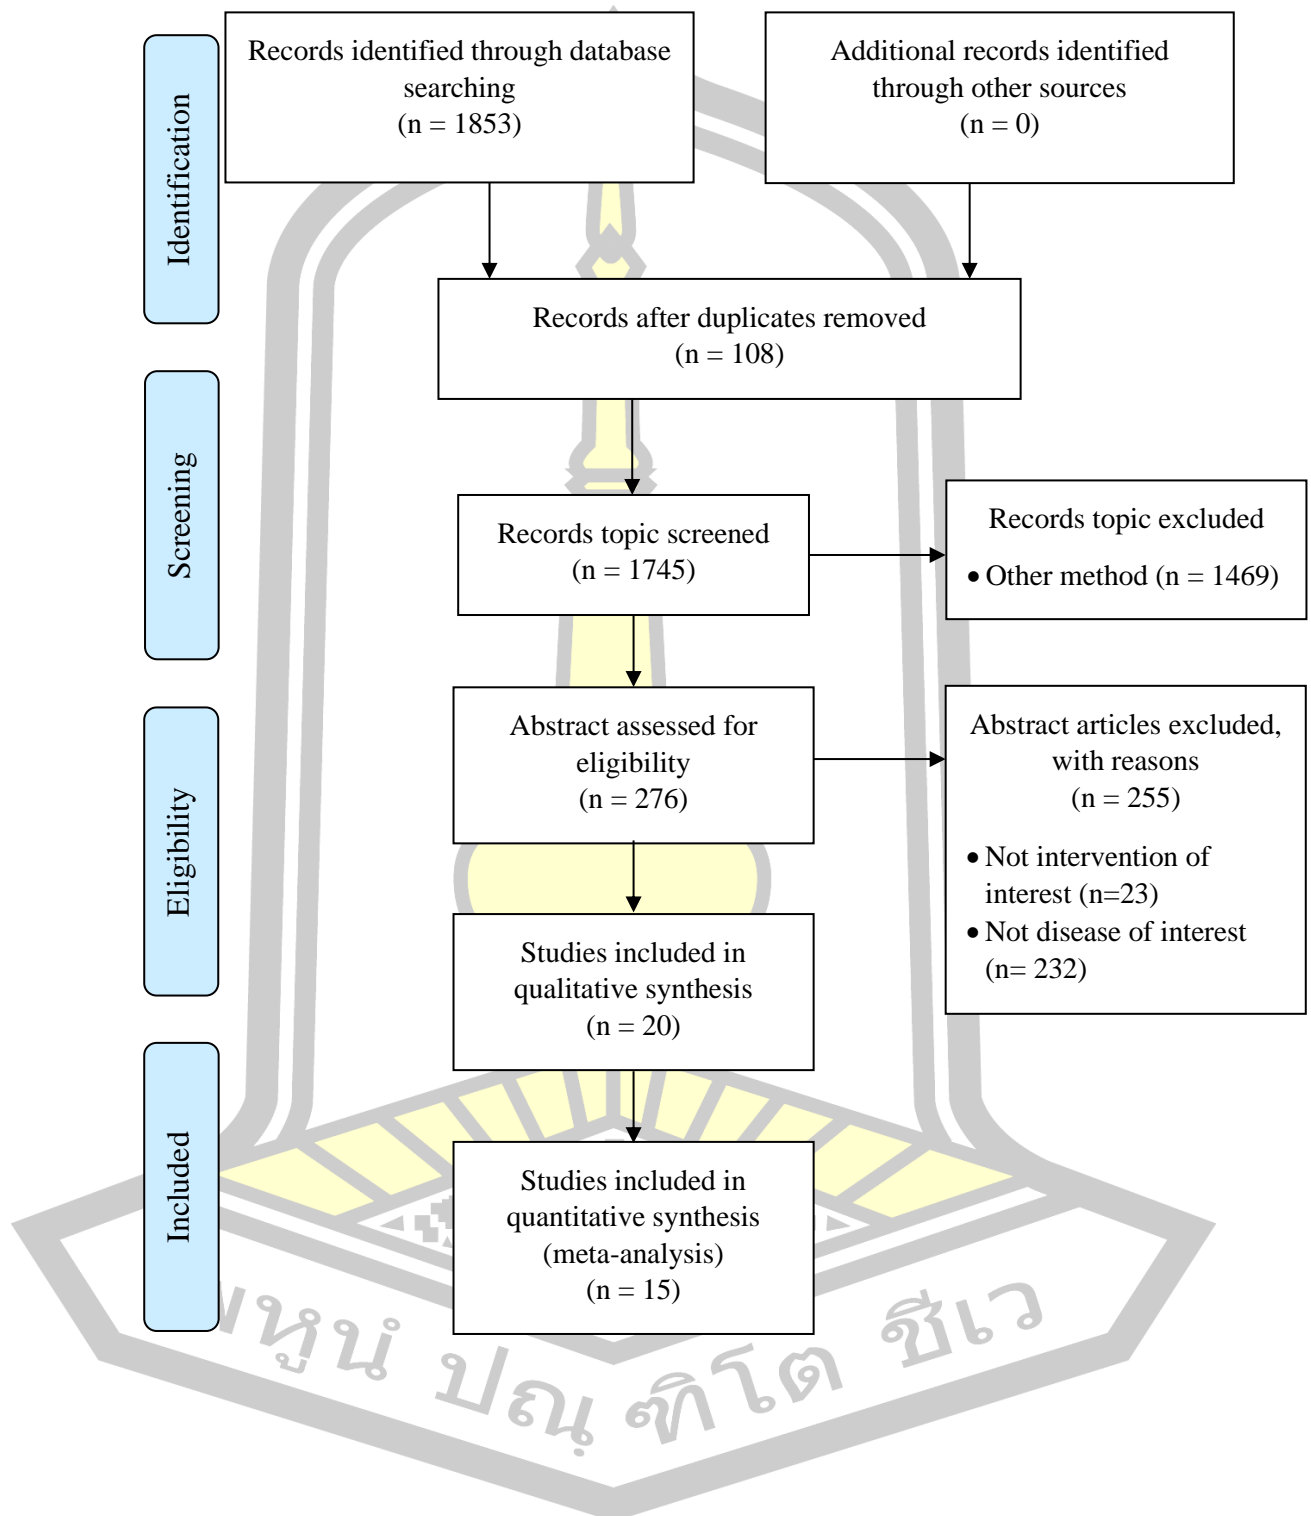 Identification
Records identified through database
searching
(n = 1853)
Additional records identified
through other sources
(n = 0)
Records after duplicates removed
(n = 108)
Screening
Records topic screened
(n = 1745)
Records topic excluded
• Other method (n = 1469)
Eligibility
Abstract assessed for
eligibility
(n = 276)
Abstract articles excluded,
with reasons
(n = 255)
• Not intervention of
interest (n=23)
• Not disease of interest
(n= 232)
Studies included in
qualitative synthesis
(n = 20)
Included
Studies included in
quantitative synthesis
(meta-analysis)
(n = 15)
พหูนํ ปณฺฑิโต ชีเว